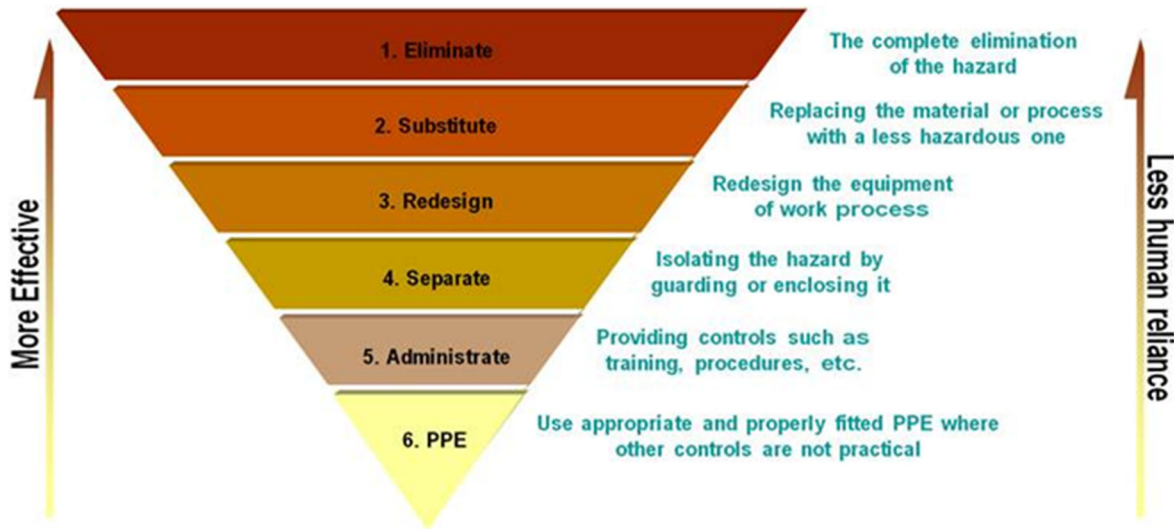 1. Eliminate
The complete elimination
of the hazard
2. Substitute
Replacing the material or process
with a less hazardous one
3. Redesign
Redesign the equipment
of work process
4. Separate
Isolating the hazard by
guarding or enclosing it
5. Administrate
Providing controls such as
training, procedures, etc.
6. PPE
Use appropriate and properly fitted PPE where
other controls are not practical
More Effective
Less human reliance